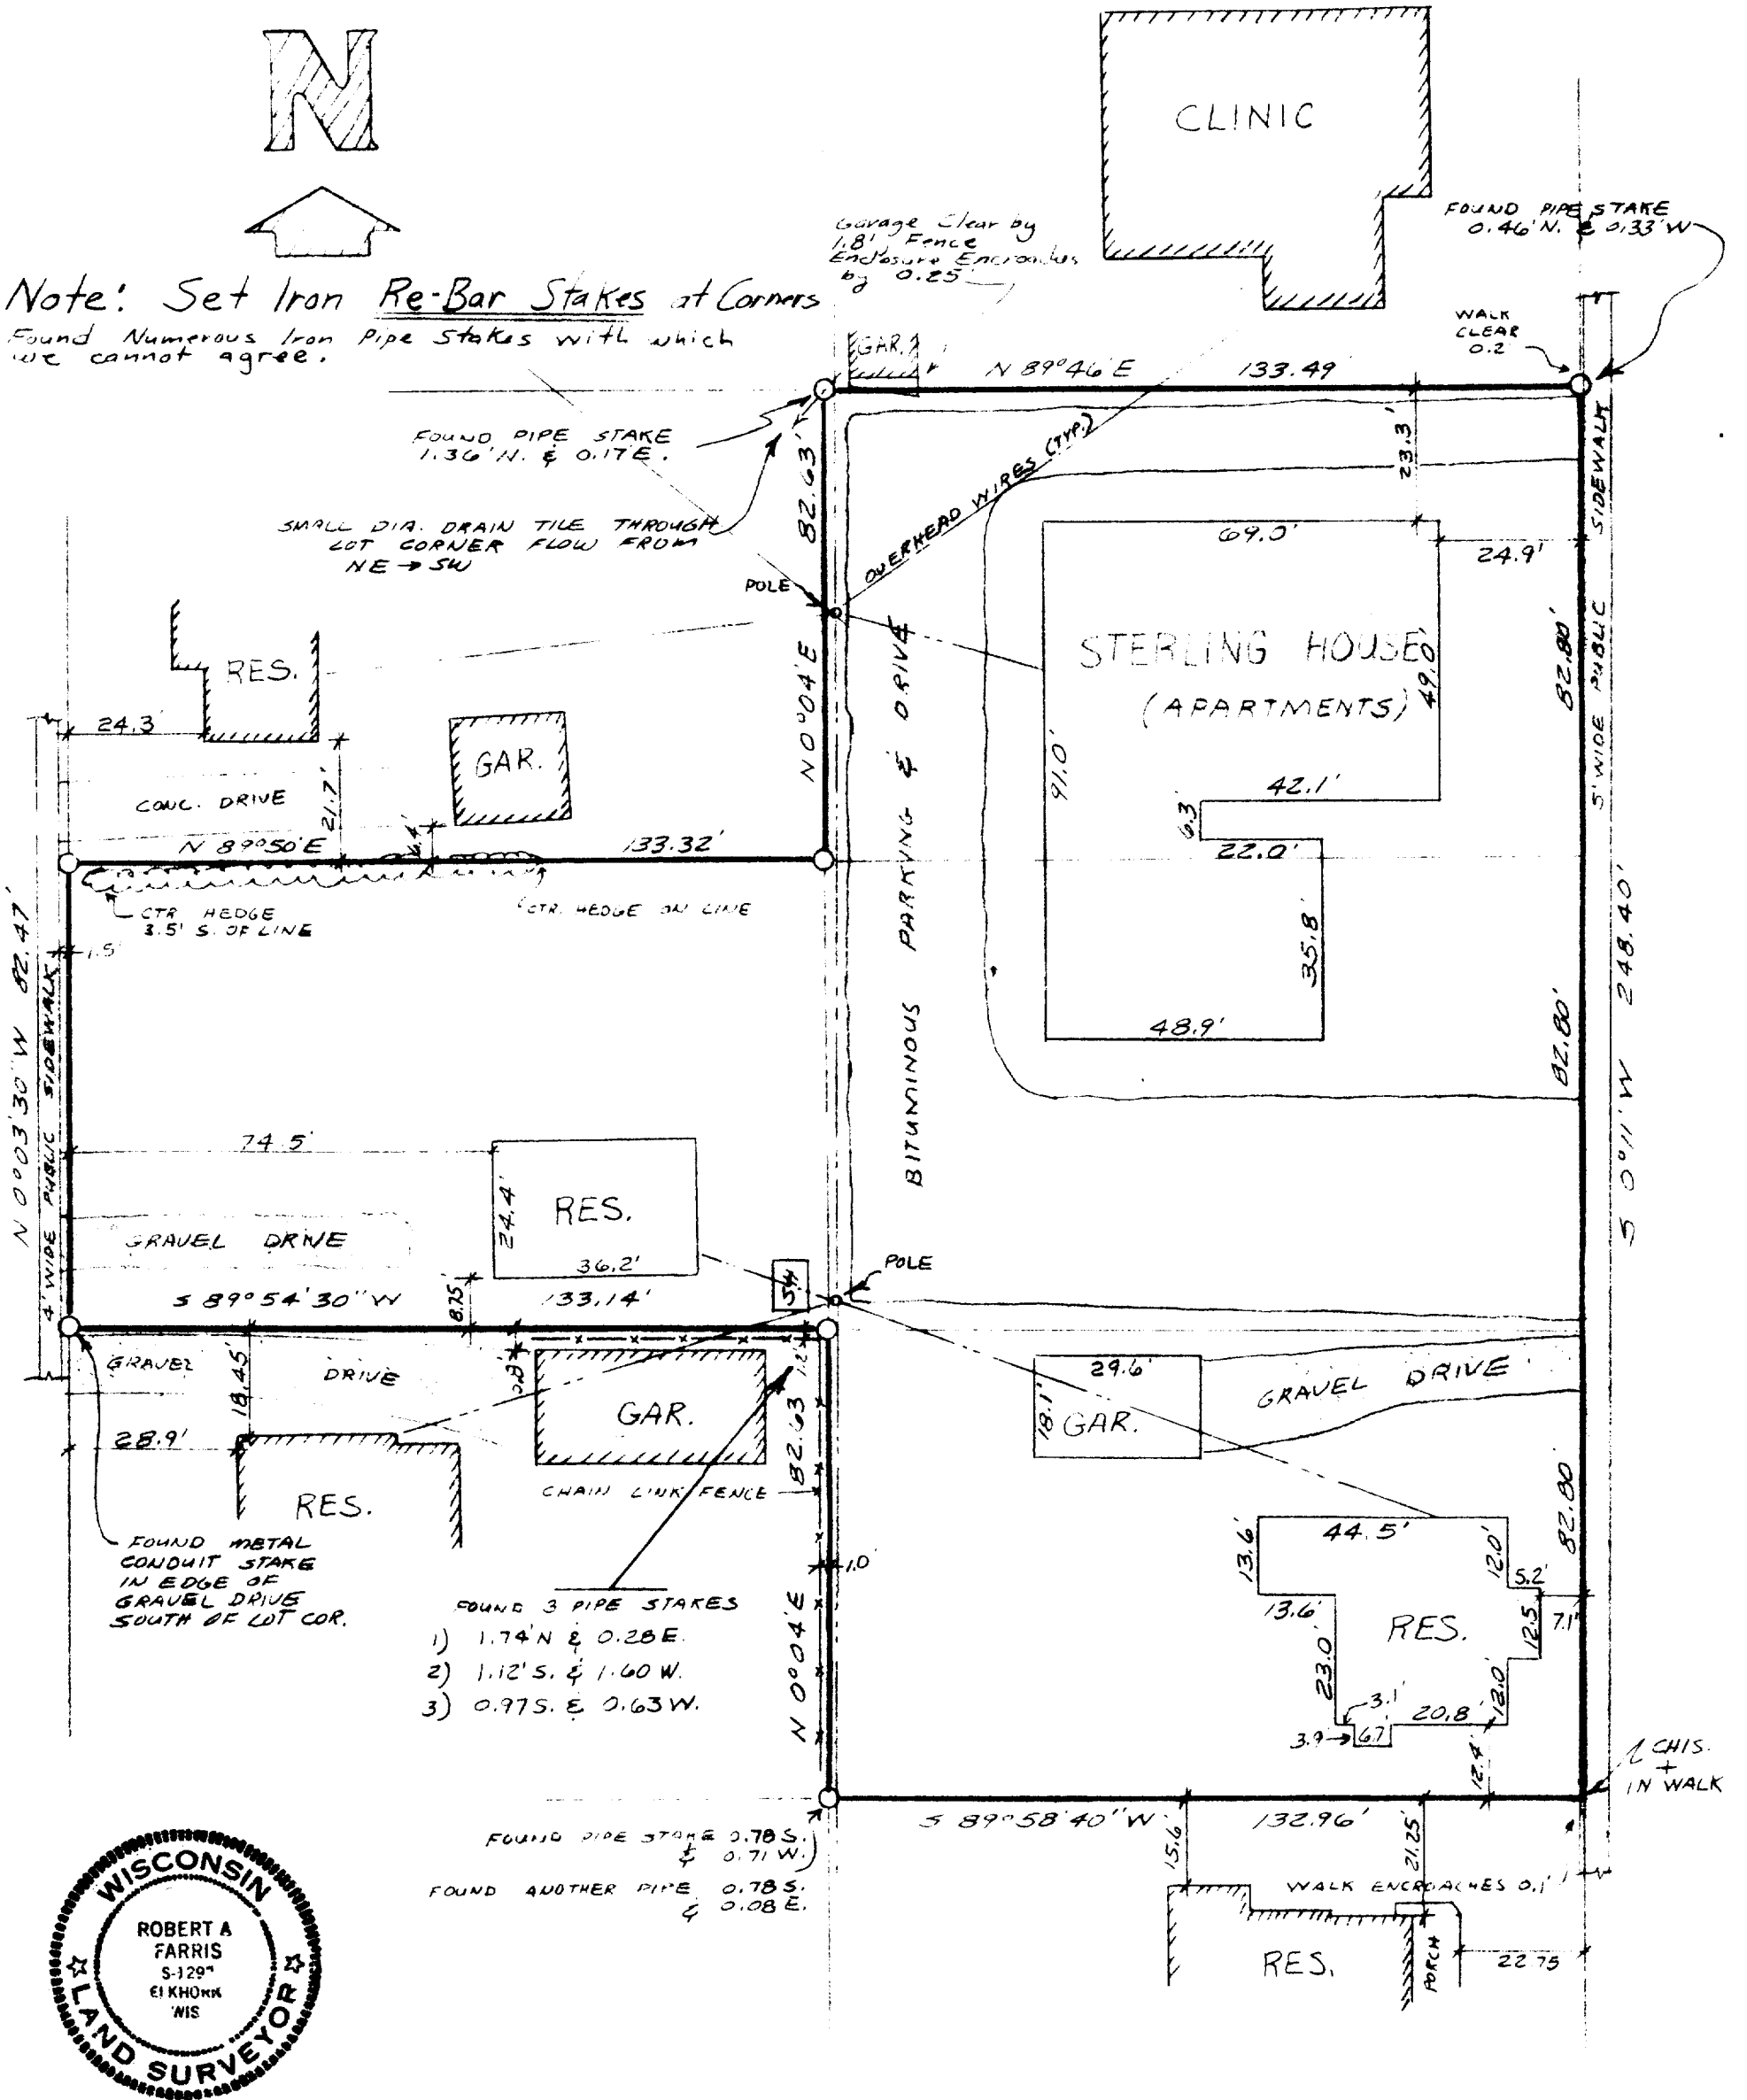 N
CLINIC
Garage Clear by
1.8' Fence
Enclosure Encroaches
by 0.25'
FOUND PIPE STAKE
0.46' N. & 0.33' W
Note: Set Iron Re-Bar Stakes at Corners
Found Numerous Iron Pipe Stakes with which
we cannot agree.
WALK
CLEAR
0.2
GAR.
N 89°46'E 133.49
FOUND PIPE STAKE
1.36' N. & 0.17'E.
23.3'
82.63'
SMALL DIA. DRAIN TILE THROUGH
LOT CORNER FLOW FROM
NE → SW
OVERHEAD WIRES (TYP.)
69.0'
24.9'
POLE
5' WIDE PUBLIC SIDEWALK
STERLING HOUSE
(APARTMENTS)
49.0'
82.80'
N 0°04'E
RES.
24.3
GAR.
91.0'
42.1'
CONC. DRIVE
21.7'
6.3'
22.0'
N 89°50'E 133.32'
BITUMINOUS PARKING & DRIVE
CTR. HEDGE
3.5' S. OF LINE
CTR. HEDGE ON LINE
1.5'
35.8'
N 0°03'30"W 82.47'
4' WIDE PUBLIC SIDEWALK
48.9'
82.80'
S 0°11'W 248.40'
74.5'
24.4'
RES.
GRAVEL DRIVE
36.2'
POLE
S 89°54'30"W 133.14'
8.75
GRAVEL DRIVE
18.45'
0.8'
1.2'
29.6'
GRAVEL DRIVE
28.9'
GAR.
82.63
18.1'
GAR.
CHAIN LINK FENCE
RES.
82.80'
FOUND METAL
CONDUIT STAKE
IN EDGE OF
GRAVEL DRIVE
SOUTH OF LOT COR.
44.5'
13.6'
12.0'
5.2'
1.0'
FOUND 3 PIPE STAKES
1) 1.74'N & 0.28E.
2) 1.12'S. & 1.60 W.
3) 0.97S. & 0.63W.
13.6'
RES.
12.5'
7.1'
23.0'
N 0°04'E
3.1'
20.8'
12.0'
3.9
6.7
12.4'
CHIS.
+
IN WALK
S 89°58'40"W 132.96'
FOUND PIPE STAKE 0.78S.
& 0.71 W.
FOUND ANOTHER PIPE 0.78S.
& 0.08E.
15.6'
21.25'
WALK ENCROACHES 0.1'
RES.
PORCH
22.75
WISCONSIN
ROBERT A
FARRIS
ELKHORN
WIS
LAND SURVEYOR